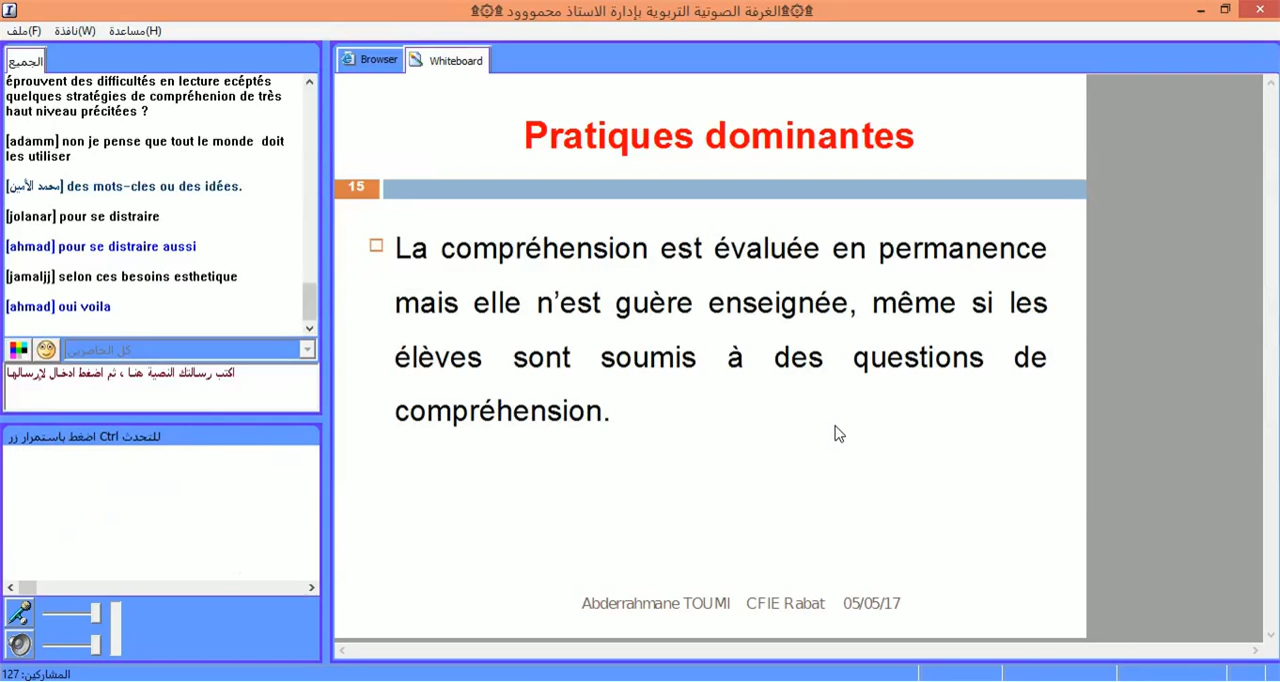 ۩۞۩الغرفة الصوتية التربوية بإدارة الاستاذ محمووود ۩۞۩
ملف(F) نافذة(W) مساعدة(H)
الجميع
éprouvent des difficultés en lecture ecéptés
quelques stratégies de compréhenion de très
haut niveau précitées ?
[adamm] non je pense que tout le monde doit
les utiliser
[محمد الأمين] des mots-cles ou des idées.
[jolanar] pour se distraire
[ahmad] pour se distraire aussi
[jamaljj] selon ces besoins esthetique
[ahmad] oui voila
كل الحاضرين
اكتب رسالتك النصية هنا ، ثم اضغط ادخال لإرسالها
للتحدث Ctrl اضغط باستمرار زر
المشاركين: 127
Browser
Whiteboard
Pratiques dominantes
15
La compréhension est évaluée en permanence
mais elle n’est guère enseignée, même si les
élèves sont soumis à des questions de
compréhension.
Abderrahmane TOUMI CFIE Rabat 05/05/17